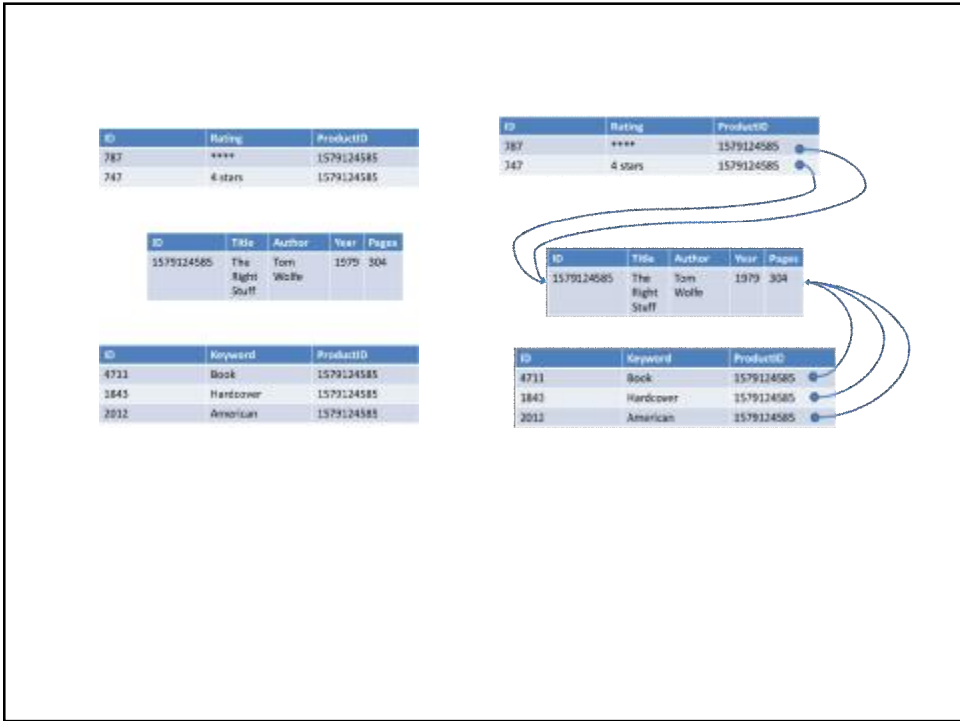 ID Rating ProductID
787 **** 1579124585
747 4 stars 1579124585
ID Title Author Year Pages
1579124585 The Tom 1979 304
Right Wolfe
Stuff
ID Keyword ProductID
4711 Book 1579124585
1843 Hardcover 1579124585
2012 American 1579124585
ID Rating ProductID
787 **** 1579124585
747 4 stars 1579124585
ID Title Author Year Pages
1579124585 The Tom 1979 304
Right Wolfe
Stuff
ID Keyword ProductID
4711 Book 1579124585
1843 Hardcover 1579124585
2012 American 1579124585